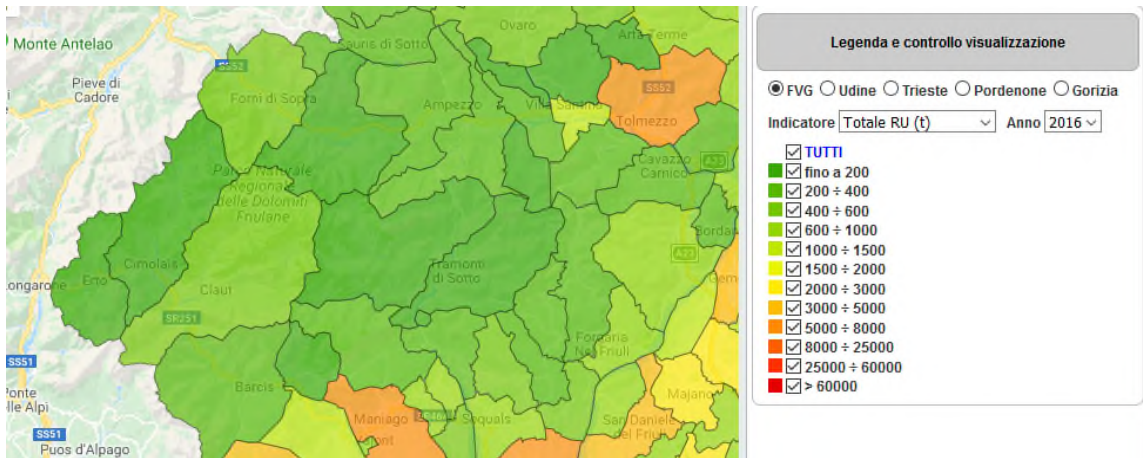 Monte Antelao
Pieve di
Cadore
SS52
Forni di Sopra
Sauris di Sotto
Ovaro
Arta Terme
Ampezzo
Villa Santina
SS52
Tolmezzo
Parco Naturale
Regionale
delle Dolomiti
Friulane
Cavazzo
Carnico
A23
Bordan
Cimolais
Erto
ongarone
Claut
Tramonti
di Sotto
A23
Gem
SR251
SS51
Forgaria
Nel Friuli
Barcis
Ponte
lle Alpi
Maniago
Sequals
Majano
San Daniele
del Friuli
SS51
Puos d'Alpago
Legenda e controllo visualizzazione
FVG Udine Trieste Pordenone Gorizia
Indicatore Totale RU (t) Anno 2016
TUTTI
fino a 200
200 ÷ 400
400 ÷ 600
600 ÷ 1000
1000 ÷ 1500
1500 ÷ 2000
2000 ÷ 3000
3000 ÷ 5000
5000 ÷ 8000
8000 ÷ 25000
25000 ÷ 60000
> 60000